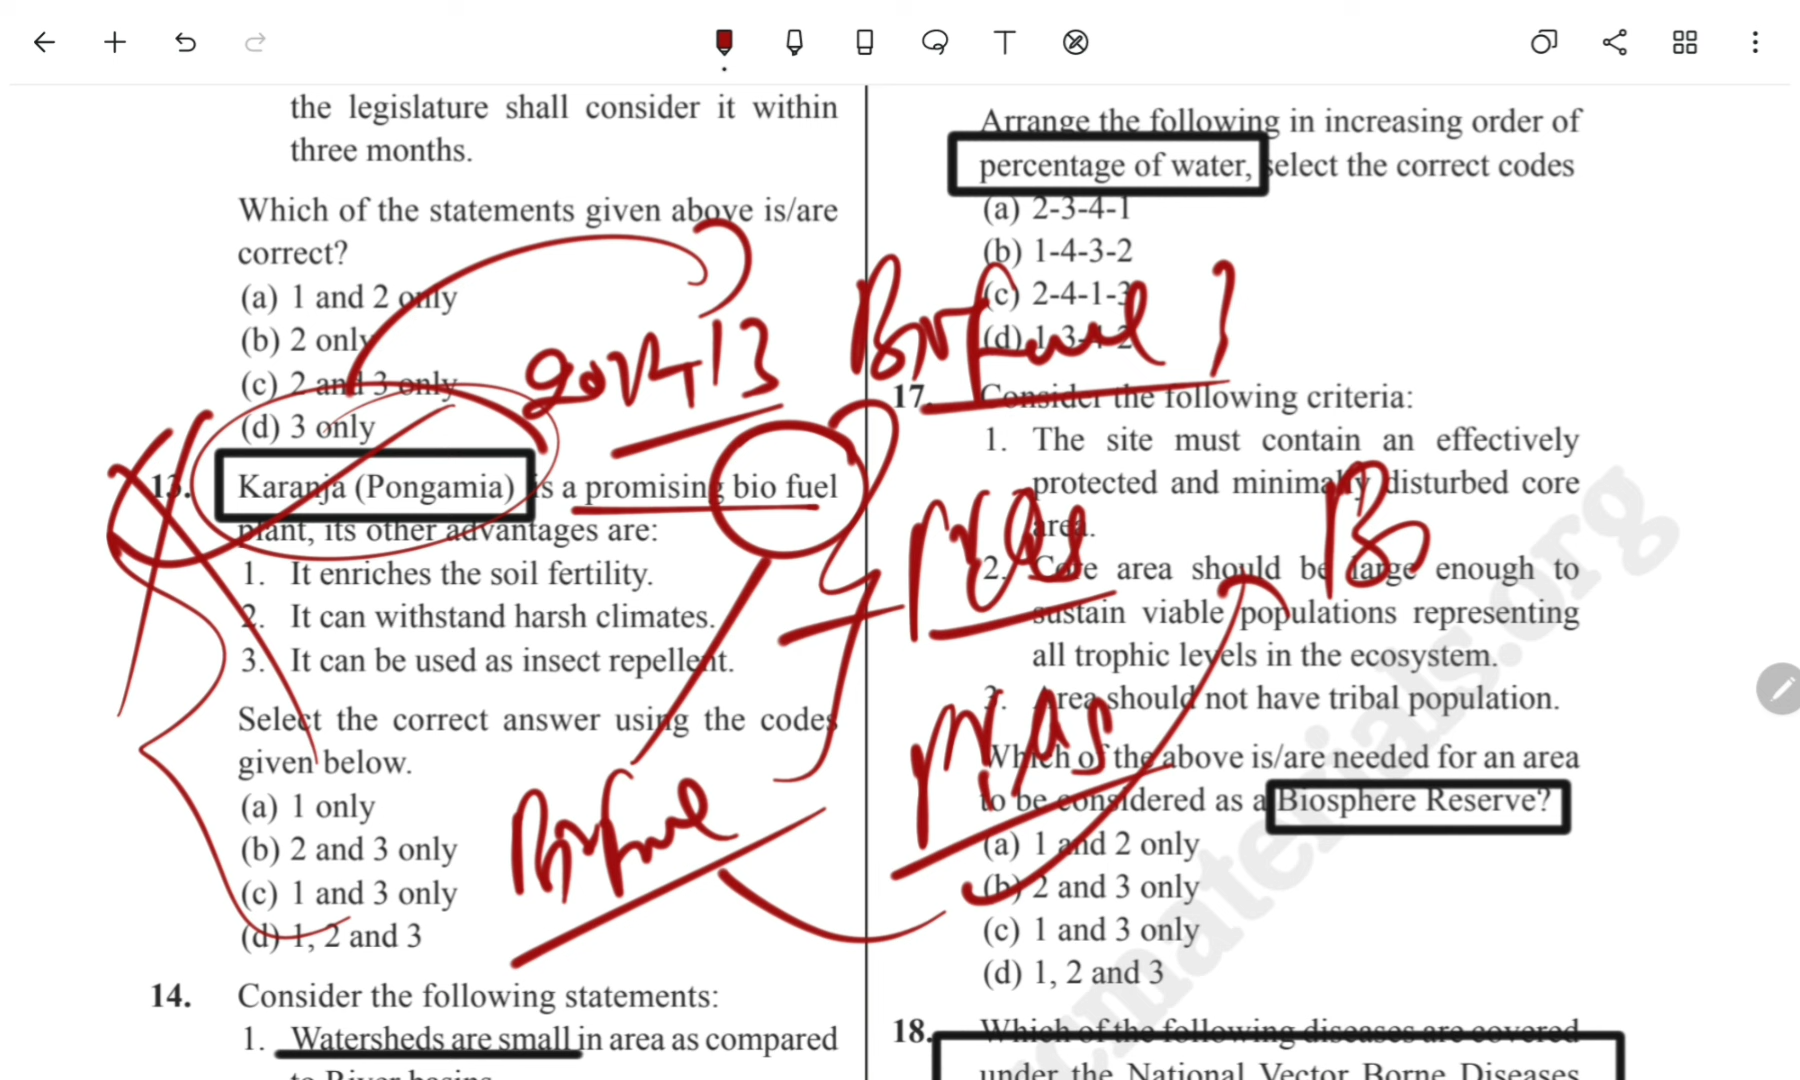 the legislature shall consider it within
three months.
Which of the statements given above is/are
correct?
(a) 1 and 2 only
(b) 2 only
(c) 2 and 3 only
(d) 3 only
13. Karanja (Pongamia) is a promising bio fuel
plant, its other advantages are:
1. It enriches the soil fertility.
2. It can withstand harsh climates.
3. It can be used as insect repellent.
Select the correct answer using the codes
given below.
(a) 1 only
(b) 2 and 3 only
(c) 1 and 3 only
(d) 1, 2 and 3
14. Consider the following statements:
1. Watersheds are small in area as compared
to River basins
Arrange the following in increasing order of
percentage of water, select the correct codes
(a) 2-3-4-1
(b) 1-4-3-2
(c) 2-4-1-3
(d) 1-3-4-2
17. Consider the following criteria:
1. The site must contain an effectively
protected and minimally disturbed core
area.
2. Core area should be large enough to
sustain viable populations representing
all trophic levels in the ecosystem.
3. Area should not have tribal population.
Which of the above is/are needed for an area
to be considered as a Biosphere Reserve?
(a) 1 and 2 only
(b) 2 and 3 only
(c) 1 and 3 only
(d) 1, 2 and 3
18. Which of the following diseases are covered
under the National Vector Borne Diseases
Biofuel
Biofuel
B
materials.org